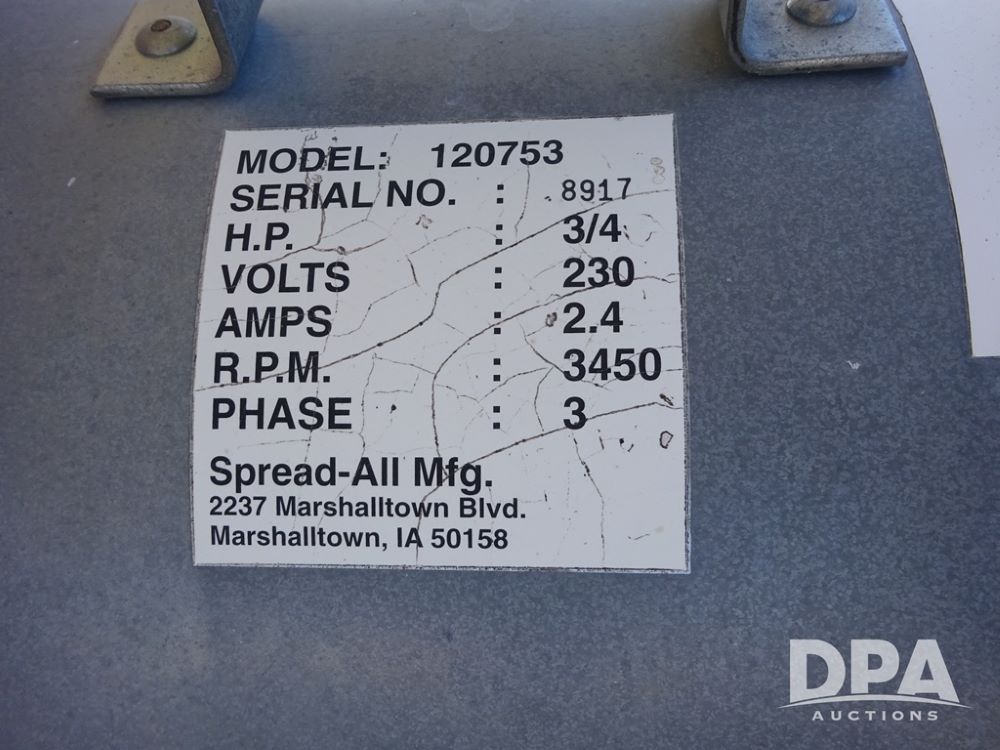 MODEL: 120753
SERIAL NO. : 8917
H.P. : 3/4
VOLTS : 230
AMPS : 2.4
R.P.M. : 3450
PHASE : 3
Spread-All Mfg.
2237 Marshalltown Blvd.
Marshalltown, IA 50158
DPA
AUCTIONS